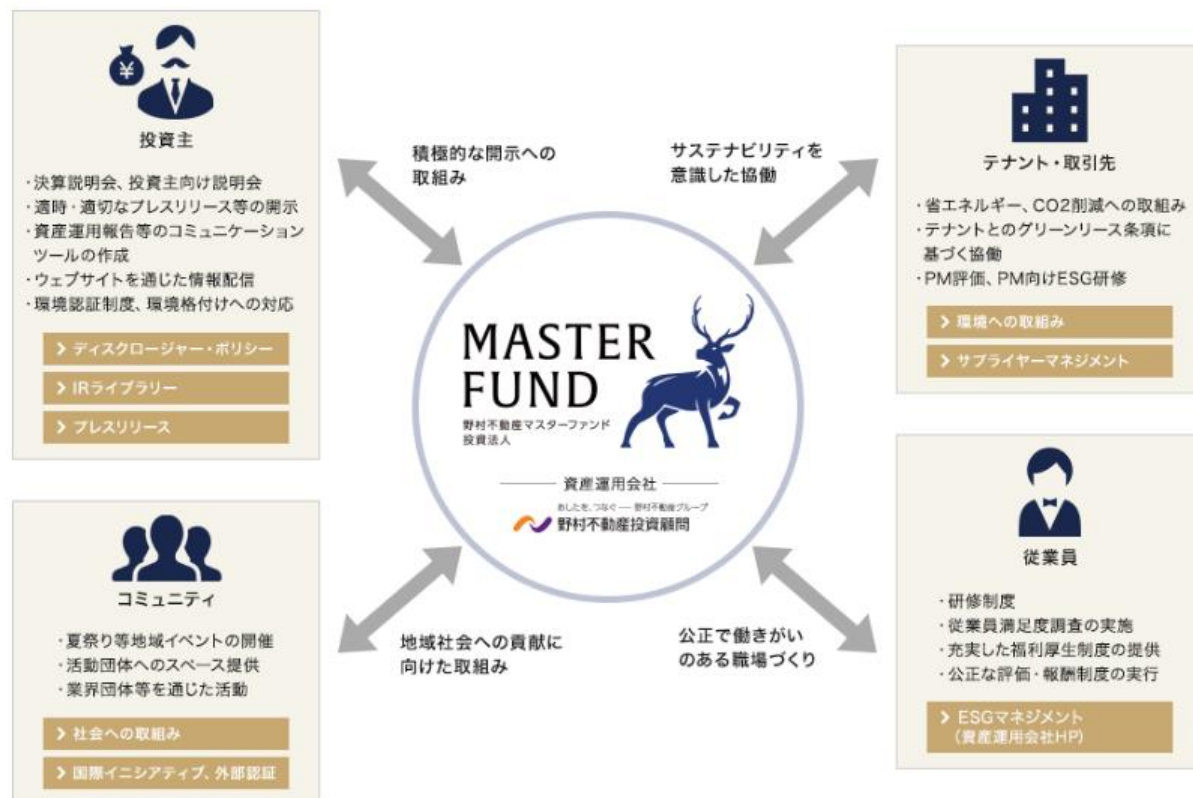 ¥
投資主
・決算説明会、投資主向け説明会
・適時・適切なプレスリリース等の開示
・資産運用報告等のコミュニケーション
ツールの作成
・ウェブサイトを通じた情報配信
・環境認証制度、環境格付けへの対応
> ディスクロージャー・ポリシー
> IRライブラリー
> プレスリリース
積極的な開示への
取組み
サステナビリティを
意識した協働
テナント・取引先
・省エネルギー、CO2削減への取組み
・テナントとのグリーンリース条項に
基づく協働
・PM評価、PM向けESG研修
> 環境への取組み
> サプライヤーマネジメント
MASTER
FUND
野村不動産マスターファンド
投資法人
資産運用会社
あしたを、つなぐ — 野村不動産グループ
野村不動産投資顧問
コミュニティ
・夏祭り等地域イベントの開催
・活動団体へのスペース提供
・業界団体等を通じた活動
> 社会への取組み
> 国際イニシアティブ、外部認証
地域社会への貢献に
向けた取組み
公正で働きがい
のある職場づくり
従業員
・研修制度
・従業員満足度調査の実施
・充実した福利厚生制度の提供
・公正な評価・報酬制度の実行
> ESGマネジメント
(資産運用会社HP)